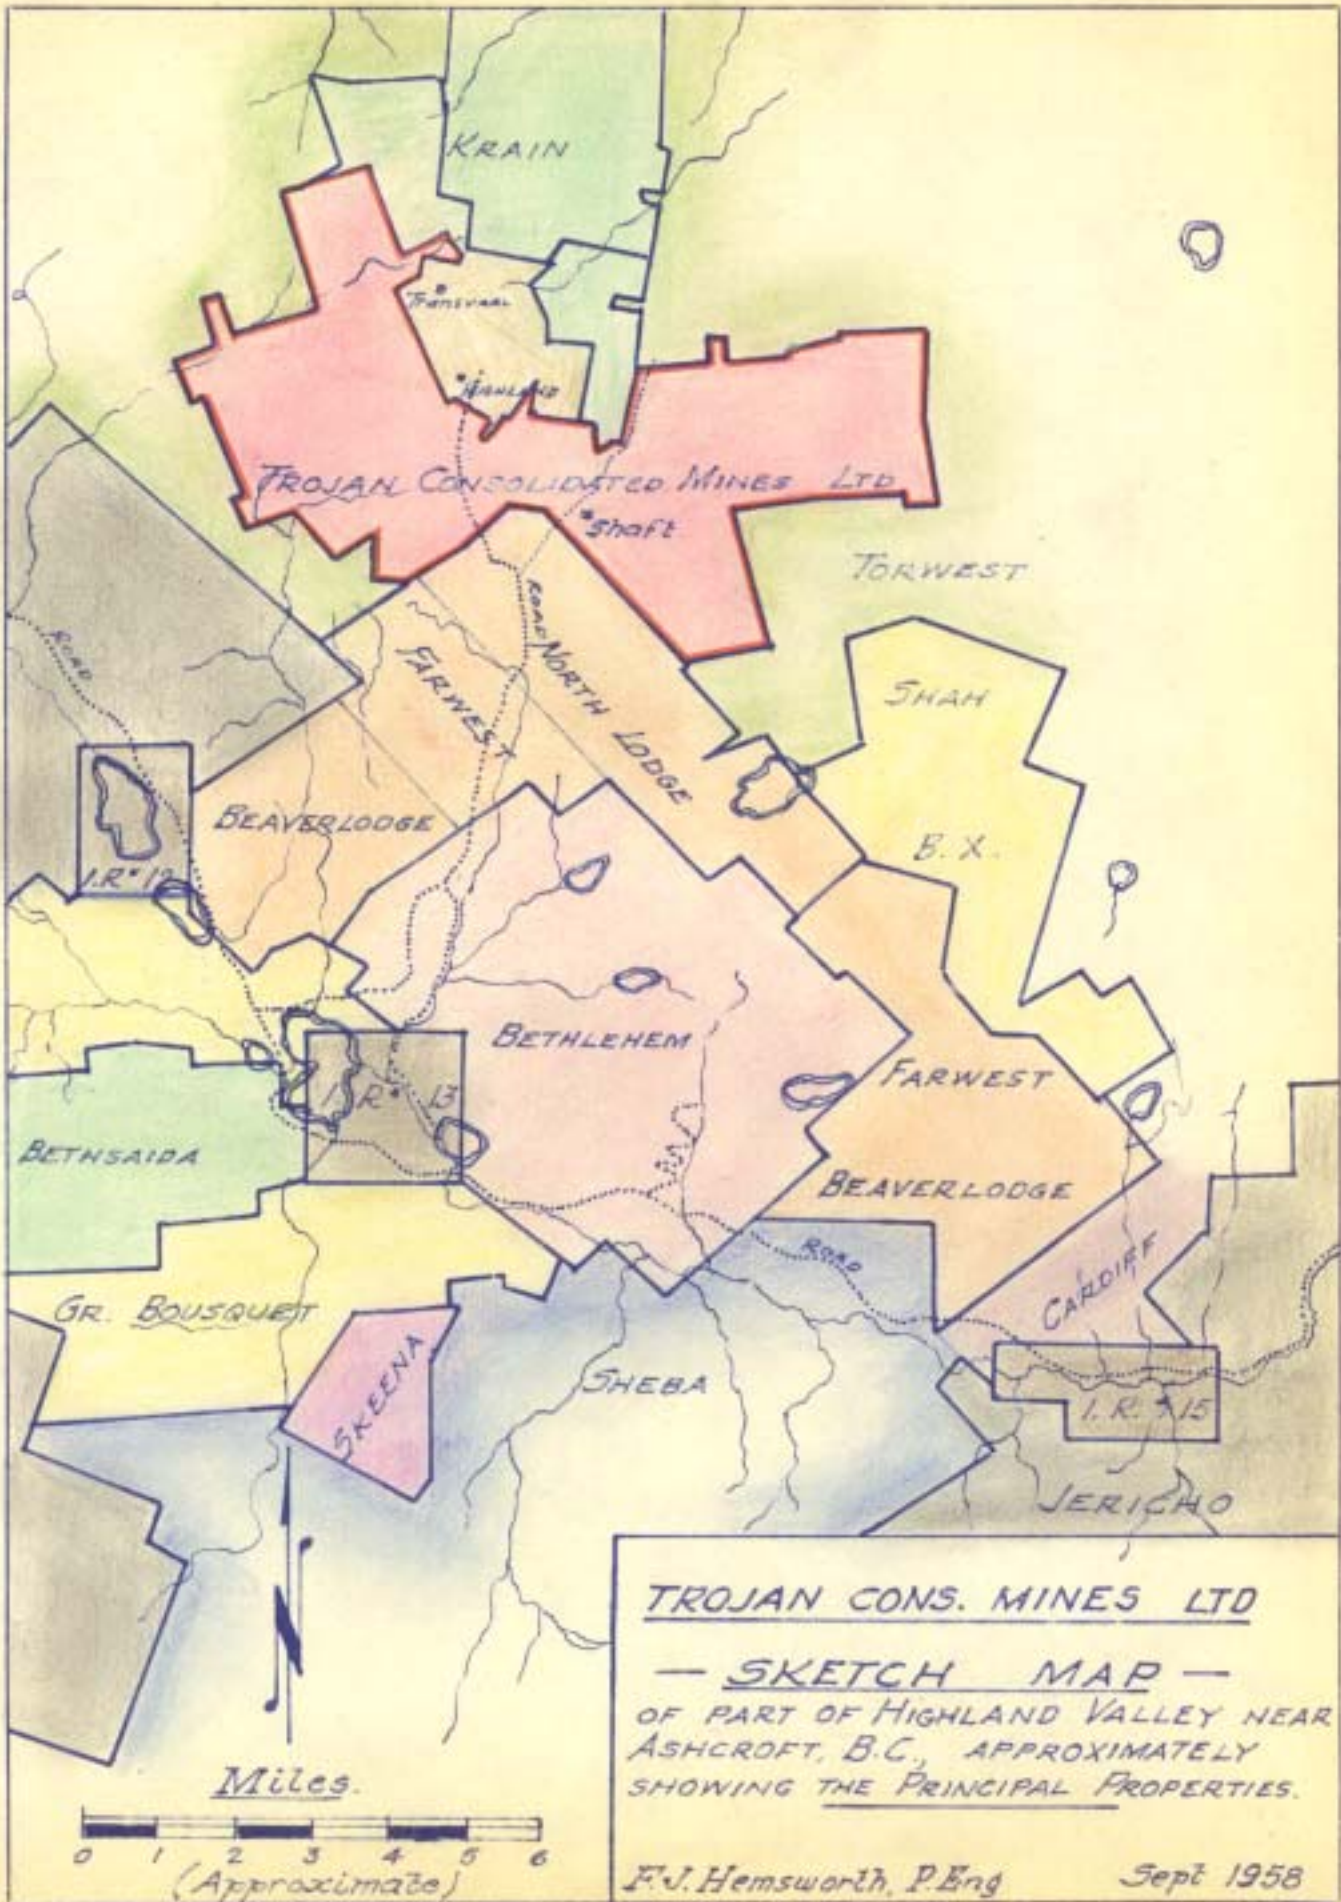 KRAIN
Transvaal
HIGHLAND
TROJAN CONSOLIDATED MINES LTD
Shaft
TORWEST
ROAD
ROAD
NORTH LODGE
FARWEST
SHAH
BEAVERLODGE
B. X.
I.R# 12
BETHLEHEM
FARWEST
I. R# 13
BETHSAIDA
BEAVERLODGE
ROAD
CARDIFF
GR. BOUSQUET
SKEENA
SHEBA
I. R. # 15
JERICHO
TROJAN CONS. MINES LTD
— SKETCH MAP —
OF PART OF HIGHLAND VALLEY NEAR
ASHCROFT, B.C., APPROXIMATELY
SHOWING THE PRINCIPAL PROPERTIES.
Miles.
0 1 2 3 4 5 6
(Approximate)
F.J. Hemsworth, P.Eng Sept 1958